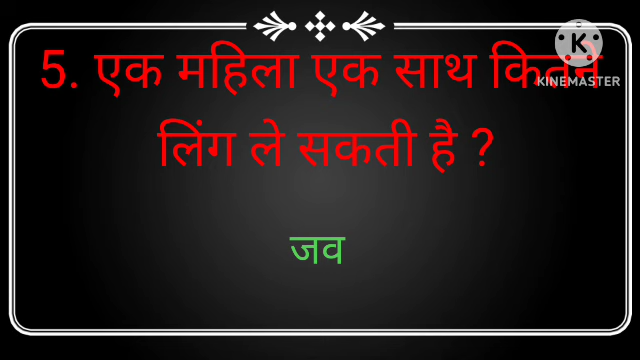 5. एक महिला एक साथ कितने
KINEMASTER
लिंग ले सकती है ?
जव